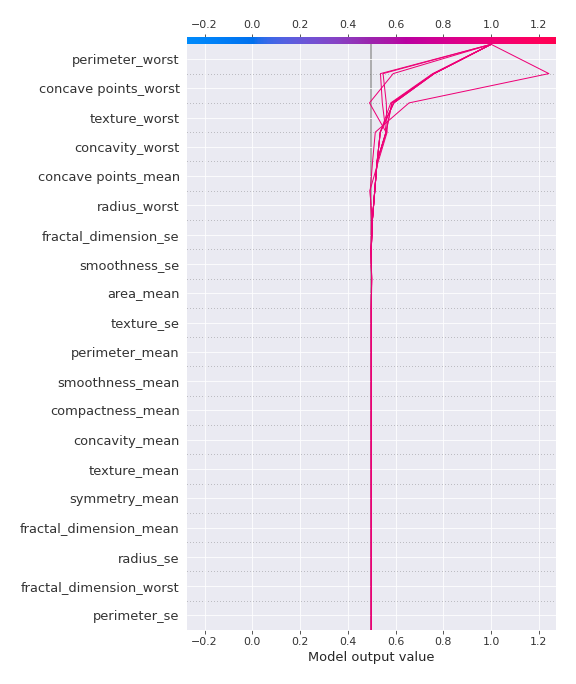 −0.2 0.0 0.2 0.4 0.6 0.8 1.0 1.2
perimeter_worst
concave points_worst
texture_worst
concavity_worst
concave points_mean
radius_worst
fractal_dimension_se
smoothness_se
area_mean
texture_se
perimeter_mean
smoothness_mean
compactness_mean
concavity_mean
texture_mean
symmetry_mean
fractal_dimension_mean
radius_se
fractal_dimension_worst
perimeter_se
−0.2 0.0 0.2 0.4 0.6 0.8 1.0 1.2
Model output value